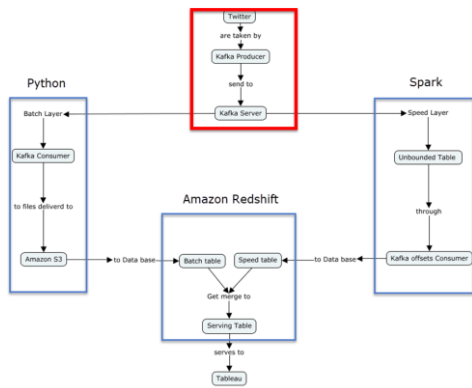 Twitter
are taken by
Kafka Producer
send to
Kafka Server
Python
Spark
Batch Layer
Speed Layer
Kafka Consumer
Unbounded Table
to files deliverd to
through
Amazon Redshift
Amazon S3
to Data base
Batch table
Speed table
to Data base
Kafka offsets Consumer
Get merge to
Serving Table
serves to
Tableau